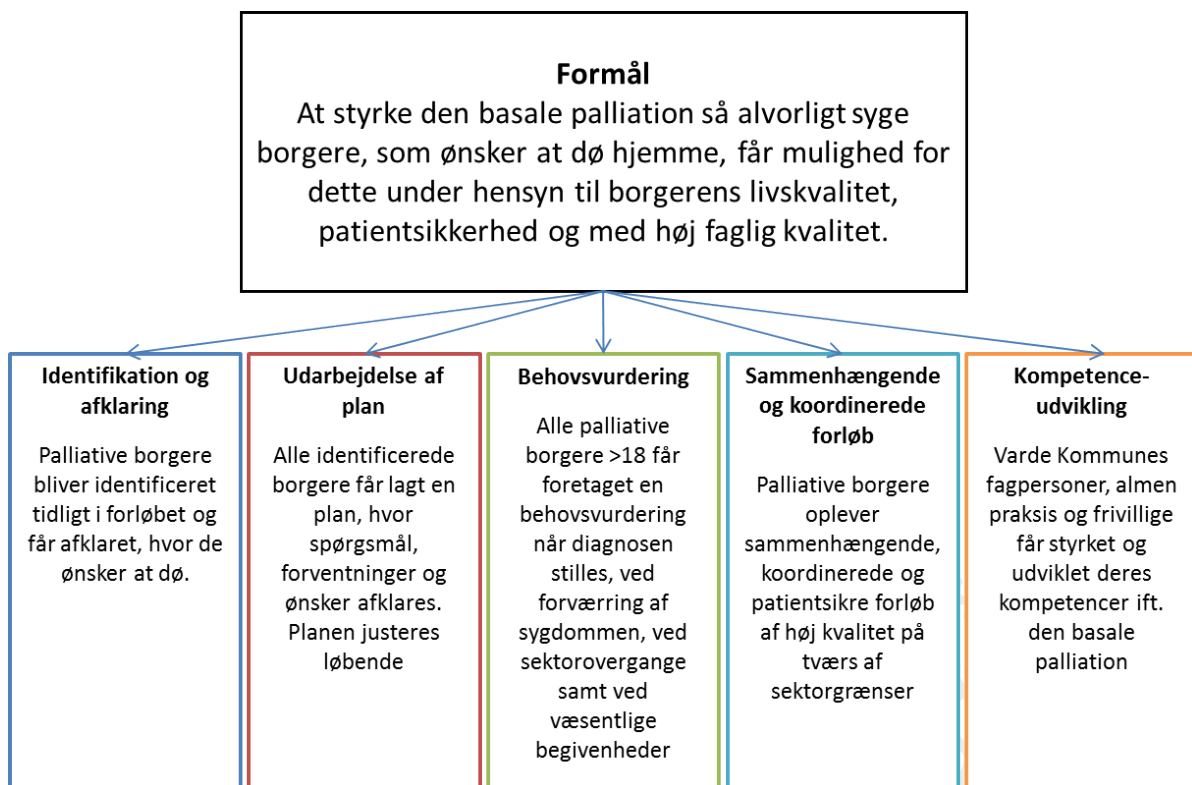 Formål
At styrke den basale palliation så alvorligt syge
borgere, som ønsker at dø hjemme, får mulighed for
dette under hensyn til borgerens livskvalitet,
patientsikkerhed og med høj faglig kvalitet.
Identifikation og
afklaring
Palliative borgere
bliver identificeret
tidligt i forløbet og
får afklaret, hvor de
ønsker at dø.
Udarbejdelse af
plan
Alle identificerede
borgere får lagt en
plan, hvor
spørgsmål,
forventninger og
ønsker afklares.
Planen justeres
løbende
Behovsvurdering
Alle palliative
borgere >18 får
foretaget en
behovsvurdering
når diagnosen
stilles, ved
forværring af
sygdommen, ved
sektorovergange
samt ved
væsentlige
begivenheder
Sammenhængende
og koordinerede
forløb
Palliative borgere
oplever
sammenhængende,
koordinerede og
patientsikre forløb
af høj kvalitet på
tværs af
sektorgrænser
Kompetence-
udvikling
Varde Kommunes
fagpersoner, almen
praksis og frivillige
får styrket og
udviklet deres
kompetencer ift.
den basale
palliation